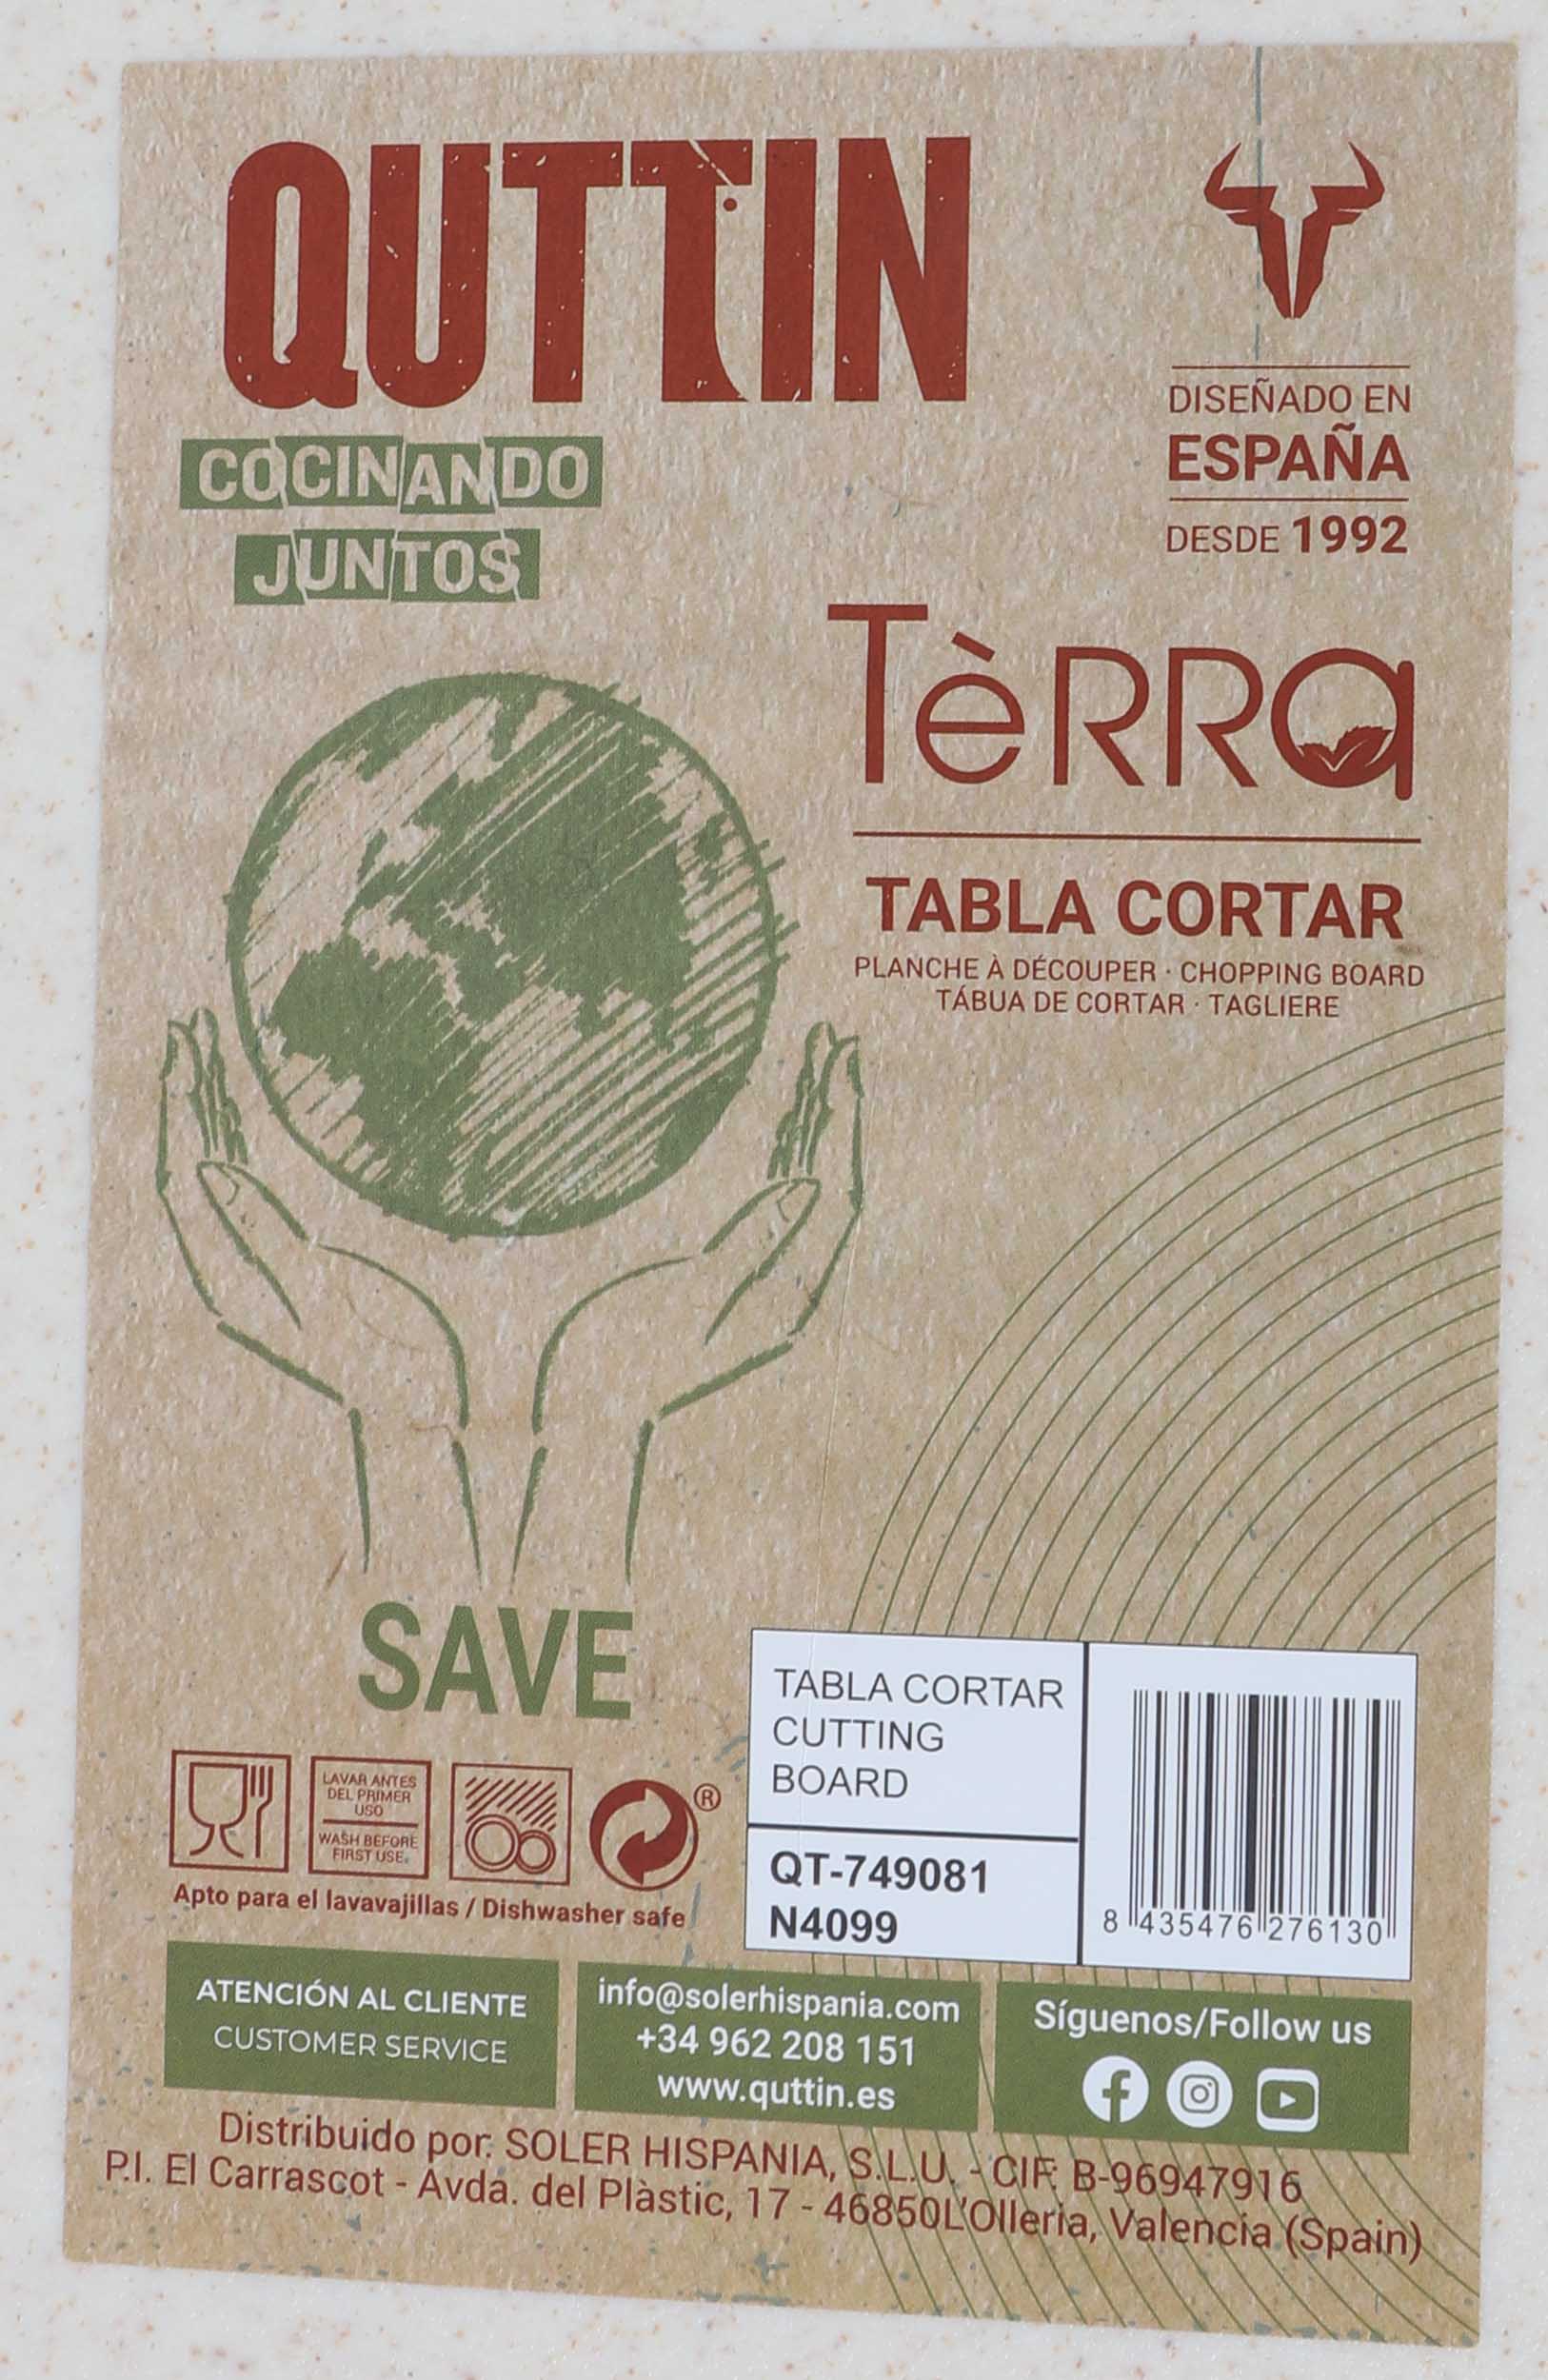 QUTTIN
COCINANDO
JUNTOS
DISEÑADO EN
ESPAÑA
DESDE 1992
TèRRa
TABLA CORTAR
PLANCHE À DÉCOUPER · CHOPPING BOARD
TÁBUA DE CORTAR · TAGLIERE
SAVE
LAVAR ANTES
DEL PRIMER
USO
WASH BEFORE
FIRST USE.
®
Apto para el lavavajillas / Dishwasher safe
TABLA CORTAR
CUTTING
BOARD
QT-749081
N4099
8 435476 276130
ATENCIÓN AL CLIENTE
CUSTOMER SERVICE
info@solerhispania.com
+34 962 208 151
www.quttin.es
Síguenos/Follow us
Distribuido por: SOLER HISPANIA, S.L.U. - CIF: B-96947916
P.I. El Carrascot - Avda. del Plàstic, 17 - 46850L'Olleria, Valencia (Spain)